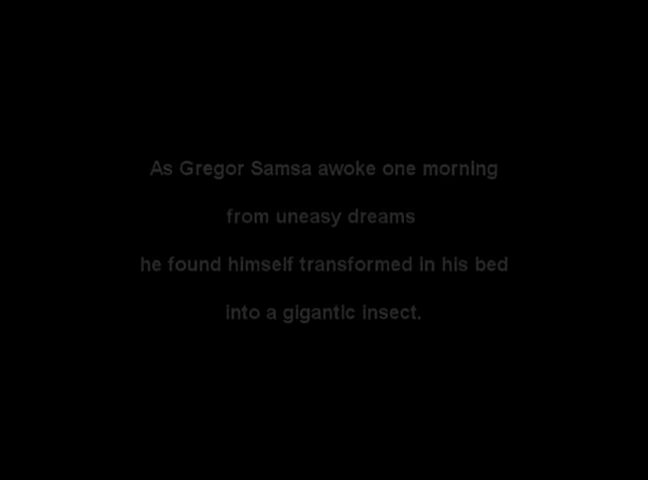 As Gregor Samsa awoke one morning
from uneasy dreams
he found himself transformed in his bed
into a gigantic insect.